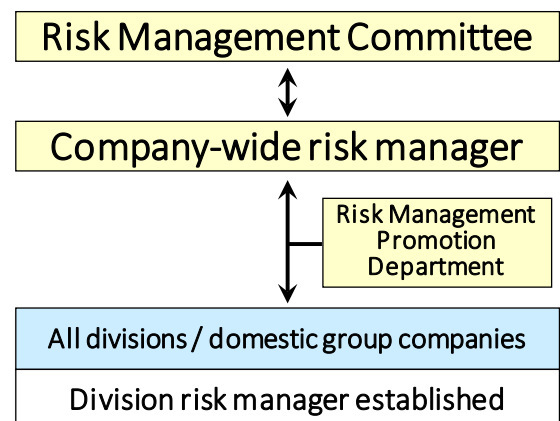 Risk Management Committee
Company-wide risk manager
Risk Management
Promotion
Department
All divisions / domestic group companies
Division risk manager established